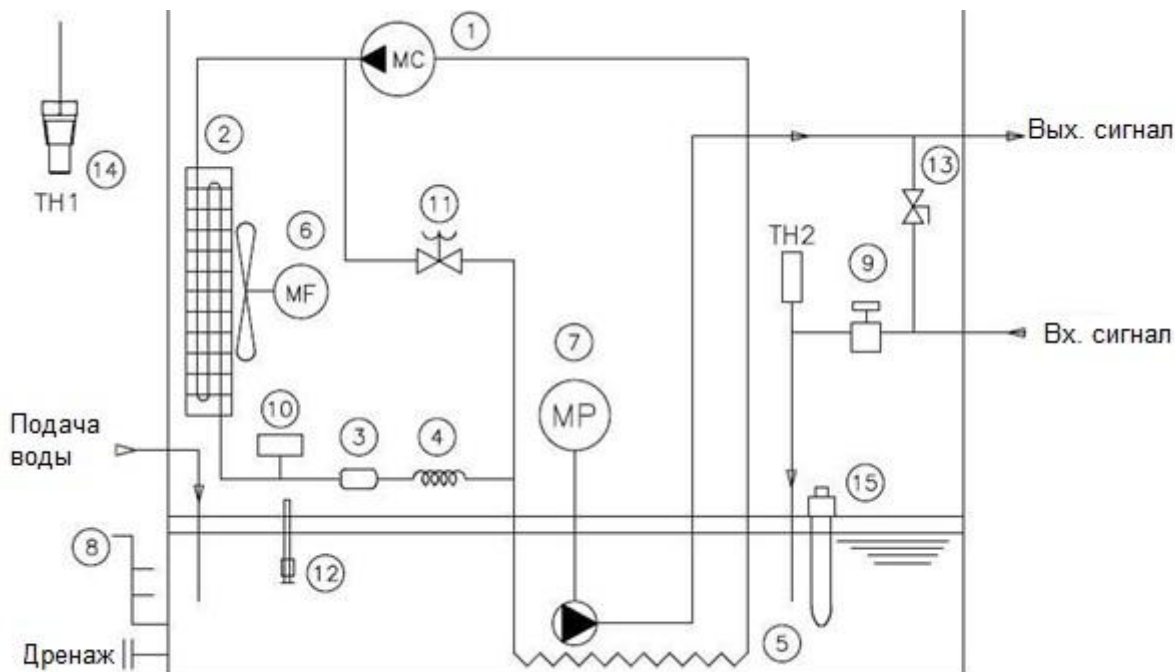 1
MC
2
14
TH1
Вых. сигнал
13
11
6
TH2
9
MF
7
Вх. сигнал
MP
10
3
4
Подача
воды
15
8
12
5
Дренаж